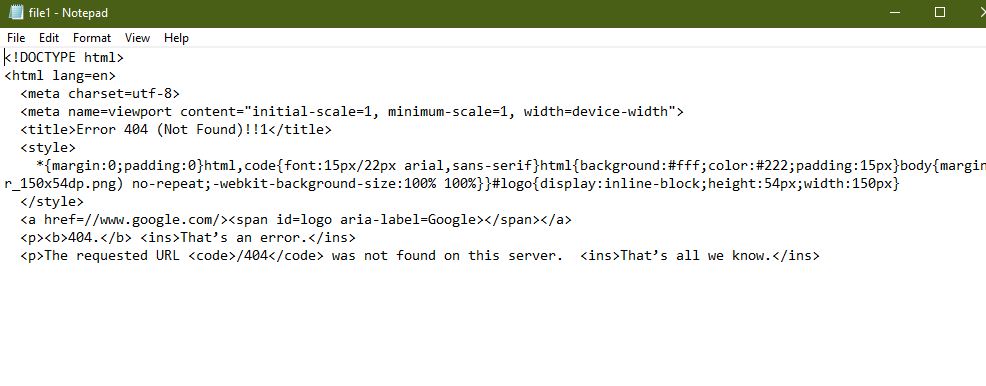 file1 - Notepad
File Edit Format View Help
<!DOCTYPE html>
<html lang=en>
  <meta charset=utf-8>
  <meta name=viewport content="initial-scale=1, minimum-scale=1, width=device-width">
  <title>Error 404 (Not Found)!!1</title>
  <style>
    *{margin:0;padding:0}html,code{font:15px/22px arial,sans-serif}html{background:#fff;color:#222;padding:15px}body{margin
r_150x54dp.png) no-repeat;-webkit-background-size:100% 100%}}#logo{display:inline-block;height:54px;width:150px}
  </style>
  <a href=//www.google.com/><span id=logo aria-label=Google></span></a>
  <p><b>404.</b> <ins>That’s an error.</ins>
  <p>The requested URL <code>/404</code> was not found on this server.  <ins>That’s all we know.</ins>